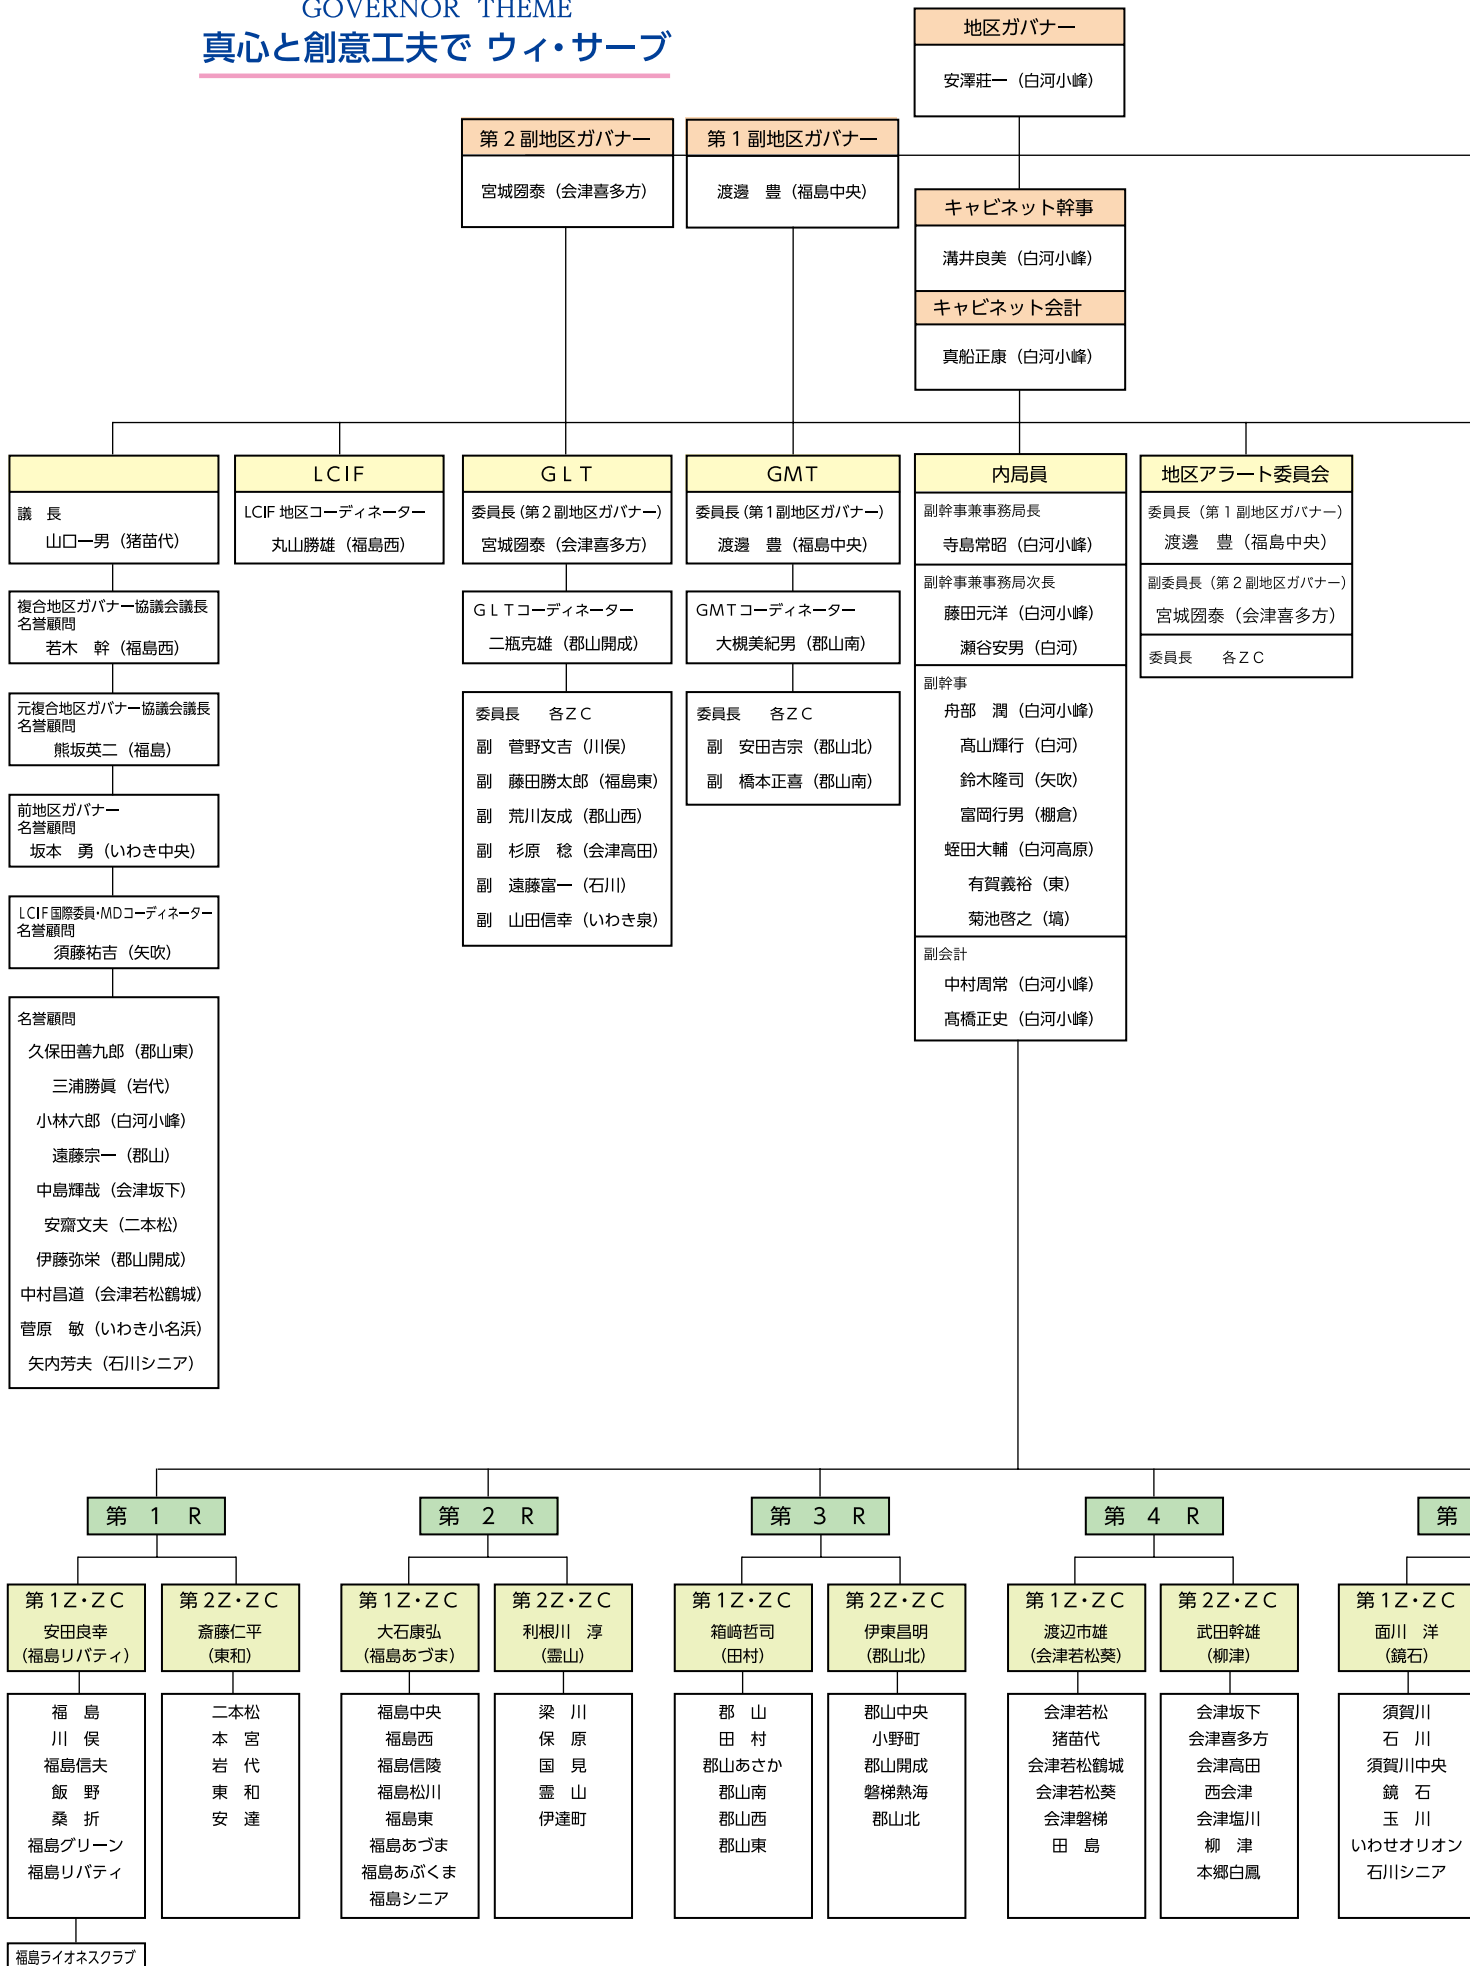 GOVERNOR THEME
真心と創意工夫で ウィ・サーブ
地区ガバナー
安澤莊一（白河小峰）
第２副地区ガバナー
宮城圀泰（会津喜多方）
第１副地区ガバナー
渡邊　豊（福島中央）
キャビネット幹事
溝井良美（白河小峰）
キャビネット会計
真船正康（白河小峰）
議　長
山口一男（猪苗代）
複合地区ガバナー協議会議長
名誉顧問
若木　幹（福島西）
元複合地区ガバナー協議会議長
名誉顧問
熊坂英二（福島）
前地区ガバナー
名誉顧問
坂本　勇（いわき中央）
LCIF国際委員・MDコーディネーター
名誉顧問
須藤祐吉（矢吹）
名誉顧問
久保田善九郎（郡山東）
三浦勝眞（岩代）
小林六郎（白河小峰）
遠藤宗一（郡山）
中島輝哉（会津坂下）
安齋文夫（二本松）
伊藤弥栄（郡山開成）
中村昌道（会津若松鶴城）
菅原　敏（いわき小名浜）
矢内芳夫（石川シニア）
LCIF
LCIF 地区コーディネーター
丸山勝雄（福島西）
GLT
委員長（第２副地区ガバナー）
宮城圀泰（会津喜多方）
GLTコーディネーター
二瓶克雄（郡山開成）
委員長　　各ＺＣ
副　菅野文吉（川俣）
副　藤田勝太郎（福島東）
副　荒川友成（郡山西）
副　杉原　稔（会津高田）
副　遠藤富一（石川）
副　山田信幸（いわき泉）
GMT
委員長（第１副地区ガバナー）
渡邊　豊（福島中央）
GMTコーディネーター
大槻美紀男（郡山南）
委員長　　各ＺＣ
副　安田吉宗（郡山北）
副　橋本正喜（郡山南）
内局員
副幹事兼事務局長
寺島常昭（白河小峰）
副幹事兼事務局次長
藤田元洋（白河小峰）
瀬谷安男（白河）
副幹事
舟部　潤（白河小峰）
髙山輝行（白河）
鈴木隆司（矢吹）
富岡行男（棚倉）
蛭田大輔（白河高原）
有賀義裕（東）
菊池啓之（塙）
副会計
中村周常（白河小峰）
髙橋正史（白河小峰）
地区アラート委員会
委員長（第１副地区ガバナー）
渡邊　豊（福島中央）
副委員長（第２副地区ガバナー）
宮城圀泰（会津喜多方）
委員長　　各ＺＣ
第　1　R
第1Z・ZC
安田良幸
（福島リバティ）
福　島
川　俣
福島信夫
飯　野
桑　折
福島グリーン
福島リバティ
福島ライオネスクラブ
第2Z・ZC
斎藤仁平
（東和）
二本松
本　宮
岩　代
東　和
安　達
第　2　R
第1Z・ZC
大石康弘
（福島あづま）
福島中央
福島西
福島信陵
福島松川
福島東
福島あづま
福島あぶくま
福島シニア
第2Z・ZC
利根川　淳
（霊山）
梁　川
保　原
国　見
霊　山
伊達町
第　3　R
第1Z・ZC
箱﨑哲司
（田村）
郡　山
田　村
郡山あさか
郡山南
郡山西
郡山東
第2Z・ZC
伊東昌明
（郡山北）
郡山中央
小野町
郡山開成
磐梯熱海
郡山北
第　4　R
第1Z・ZC
渡辺市雄
（会津若松葵）
会津若松
猪苗代
会津若松鶴城
会津若松葵
会津磐梯
田　島
第2Z・ZC
武田幹雄
（柳津）
会津坂下
会津喜多方
会津高田
西会津
会津塩川
柳　津
本郷白鳳
第
第1Z・ZC
面川　洋
（鏡石）
須賀川
石　川
須賀川中央
鏡　石
玉　川
いわせオリオン
石川シニア